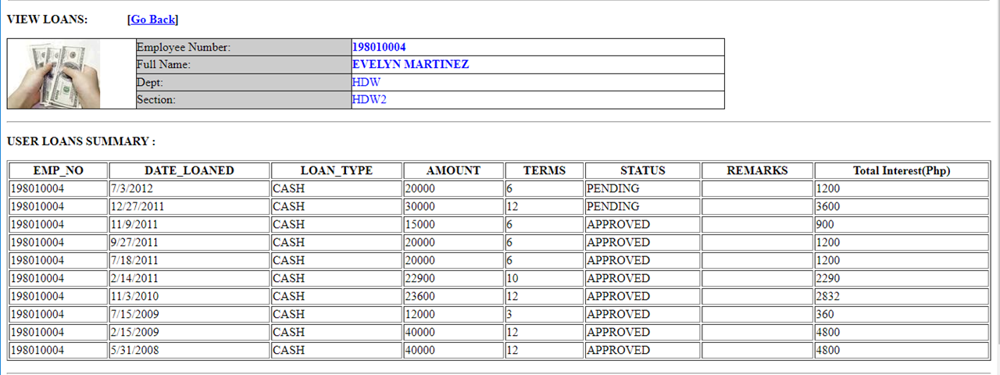 VIEW LOANS: [Go Back]
Employee Number: 198010004
Full Name: EVELYN MARTINEZ
Dept: HDW
Section: HDW2
USER LOANS SUMMARY :
EMP_NO DATE_LOANED LOAN_TYPE AMOUNT TERMS STATUS REMARKS Total Interest(Php)
198010004 7/3/2012 CASH 20000 6 PENDING 1200
198010004 12/27/2011 CASH 30000 12 PENDING 3600
198010004 11/9/2011 CASH 15000 6 APPROVED 900
198010004 9/27/2011 CASH 20000 6 APPROVED 1200
198010004 7/18/2011 CASH 20000 6 APPROVED 1200
198010004 2/14/2011 CASH 22900 10 APPROVED 2290
198010004 11/3/2010 CASH 23600 12 APPROVED 2832
198010004 7/15/2009 CASH 12000 3 APPROVED 360
198010004 2/15/2009 CASH 40000 12 APPROVED 4800
198010004 5/31/2008 CASH 40000 12 APPROVED 4800